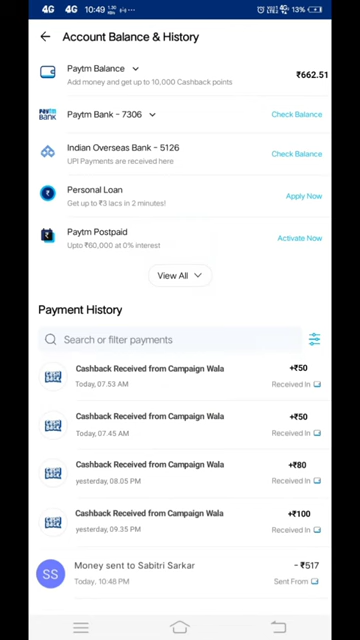 4G 4G 10:49
13%
Account Balance & History
Paytm Balance
Add money and get up to 10,000 Cashback points
₹662.51
Paytm Bank - 7306
Check Balance
Indian Overseas Bank - 5126
UPI Payments are received here
Check Balance
Personal Loan
Get up to ₹3 lacs in 2 minutes!
Apply Now
Paytm Postpaid
Upto ₹60,000 at 0% interest
Activate Now
View All
Payment History
Search or filter payments
Cashback Received from Campaign Wala
+₹50
Today, 07.53 AM
Received In
Cashback Received from Campaign Wala
+₹50
Today, 07.45 AM
Received In
Cashback Received from Campaign Wala
+₹80
yesterday, 08.05 PM
Received In
Cashback Received from Campaign Wala
+₹100
yesterday, 09.35 PM
Received In
SS
Money sent to Sabitri Sarkar
- ₹517
Today, 10:48 PM
Sent From